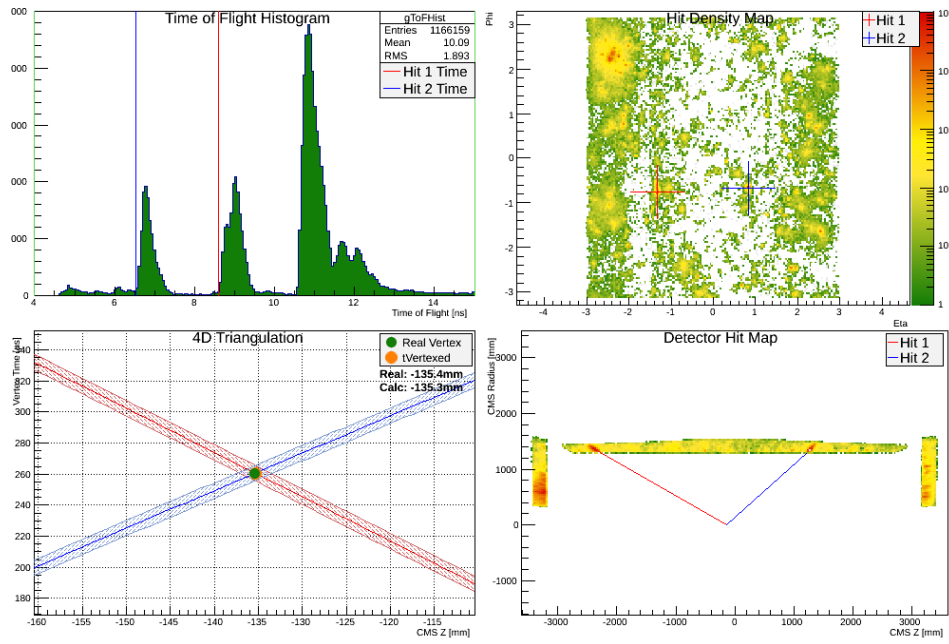 Time of Flight Histogram
gToFHist
Entries 1166159
Mean 10.09
RMS 1.893
Hit 1 Time
Hit 2 Time
000
000
000
000
000
0
4 6 8 10 12 14
Time of Flight [ns]
Hit Density Map
Phi
Hit 1
Hit 2
3
2
1
0
-1
-2
-3
-4 -3 -2 -1 0 1 2 3 4
Eta
10
10
10
10
10
1
4D Triangulation
Real Vertex
tVertexed
Real: -135.4mm
Calc: -135.3mm
340
320
300
280
260
240
220
200
180
-160 -155 -150 -145 -140 -135 -130 -125 -120 -115
CMS Z [mm]
Detector Hit Map
CMS Radius [mm]
Hit 1
Hit 2
3000
2000
1000
0
-1000
-3000 -2000 -1000 0 1000 2000 3000
CMS Z [mm]